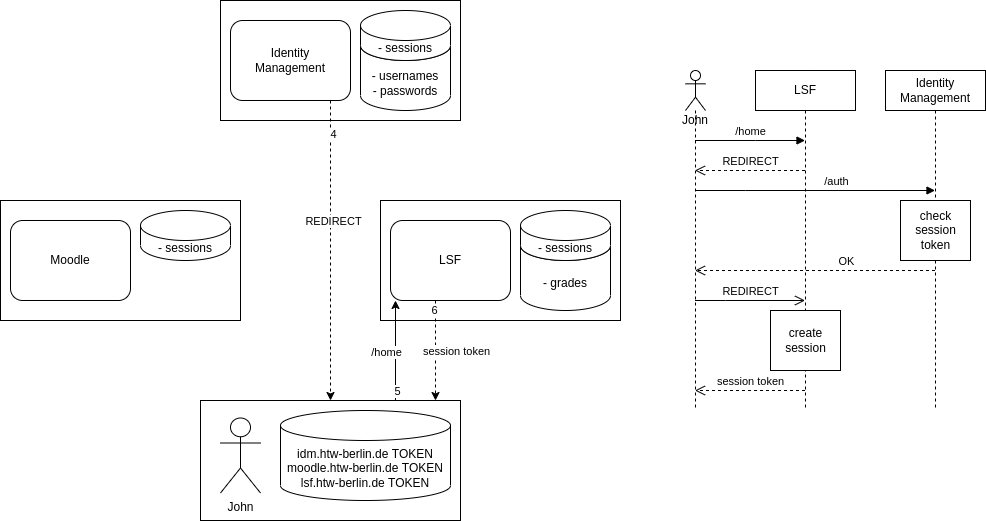 Identity
Management
- sessions
- usernames
- passwords
4
REDIRECT
Moodle
- sessions
LSF
- sessions
- grades
6
/home
session token
5
John
idm.htw-berlin.de TOKEN
moodle.htw-berlin.de TOKEN
lsf.htw-berlin.de TOKEN
John
LSF
Identity
Management
/home
REDIRECT
/auth
check
session
token
OK
REDIRECT
create
session
session token